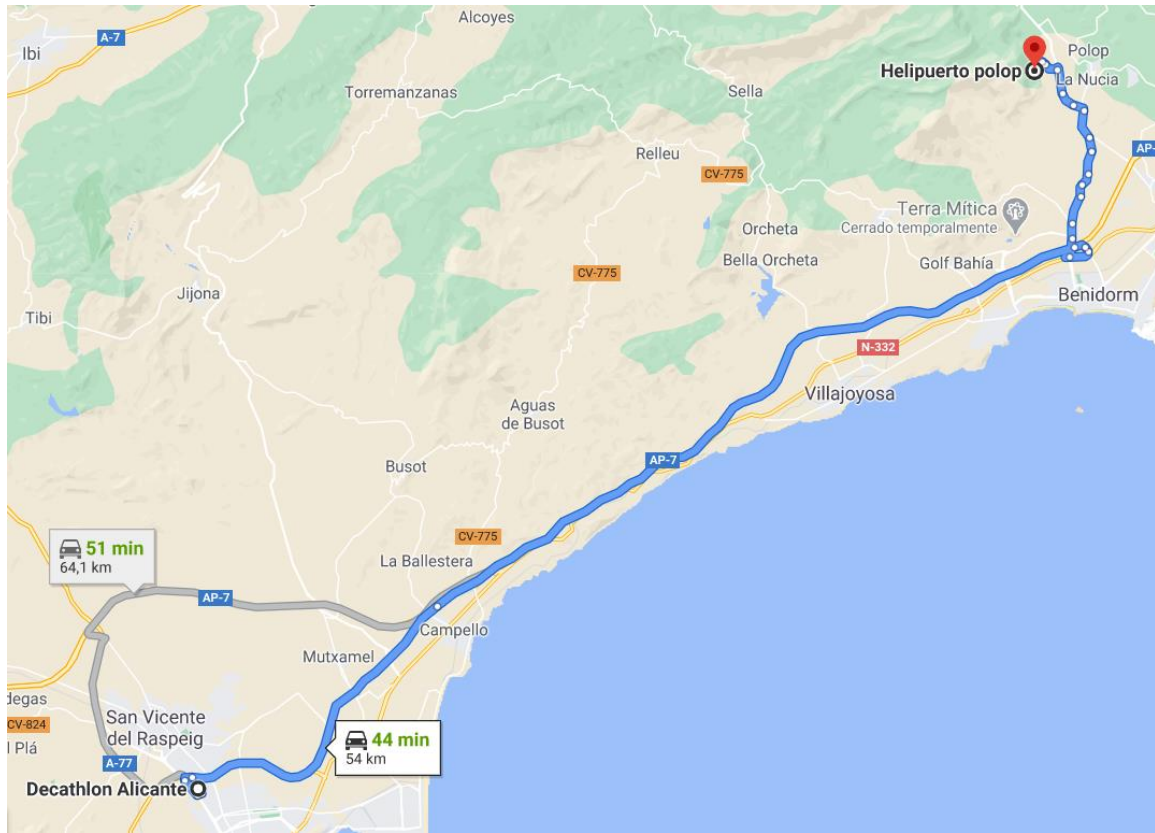 Alcoyes
A-7
Ibi
Polop
Helipuerto polop
La Nucia
Torremanzanas
Sella
AP-
Relleu
CV-775
Terra Mítica
Cerrado temporalmente
Orcheta
Bella Orcheta
Golf Bahía
CV-775
Jijona
Benidorm
Tibi
N-332
Villajoyosa
Aguas
de Busot
AP-7
Busot
CV-775
51 min
64,1 km
La Ballestera
AP-7
Campello
Mutxamel
degas
San Vicente
del Raspeig
CV-824
l Plá
44 min
54 km
A-77
Decathlon Alicante